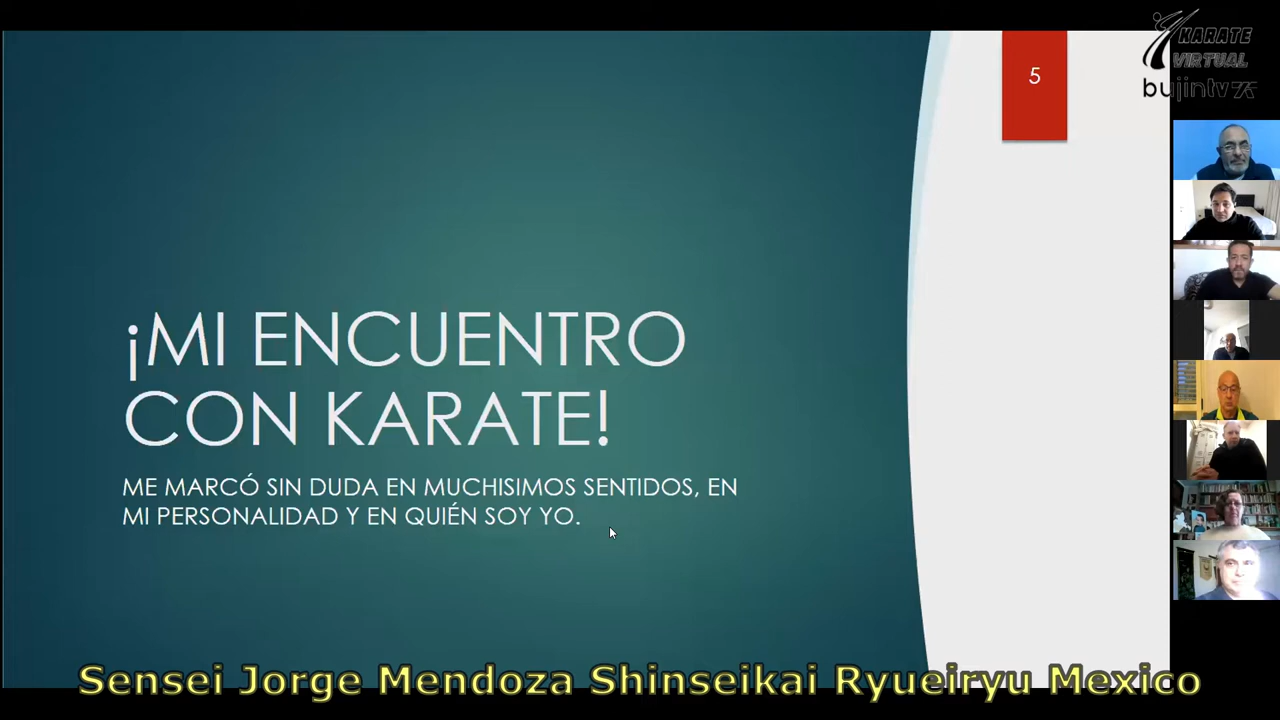 5
KARATE
VIRTUAL
bujintv
¡MI ENCUENTRO
CON KARATE!
ME MARCÓ SIN DUDA EN MUCHISIMOS SENTIDOS, EN
MI PERSONALIDAD Y EN QUIÉN SOY YO.
Sensei Jorge Mendoza Shinseikai Ryueiryu Mexico